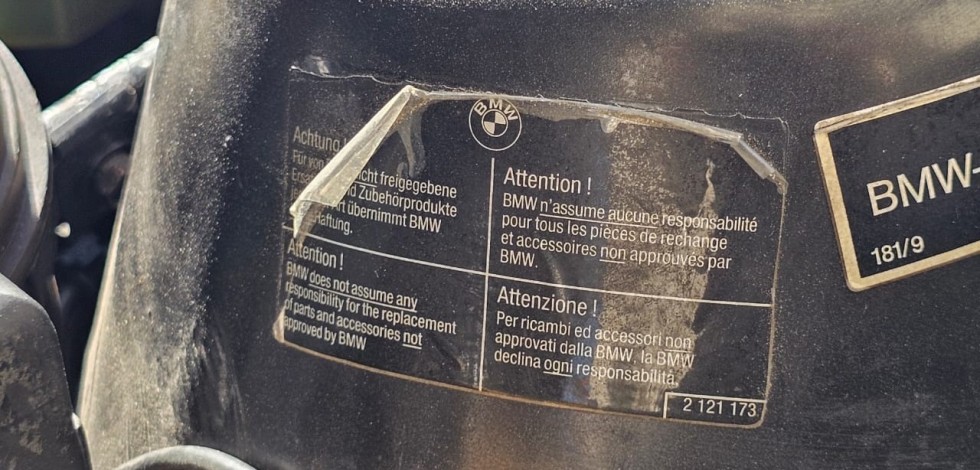 BMW
Achtung!
Für von
icht freigegebene
d Zubehörprodukte
rt übernimmt BMW
Haftung.
Attention !
BMW n'assume aucune responsabilité
pour tous les pièces de rechange
et accessoires non approuvés par
BMW.
Attention !
BMW does not assume any
responsibility for the replacement
of parts and accessories not
approved by BMW
Attenzione !
Per ricambi ed accessori non
approvati dalla BMW, la BMW
declina ogni responsabilità.
2 121 173
BMW-
181/9